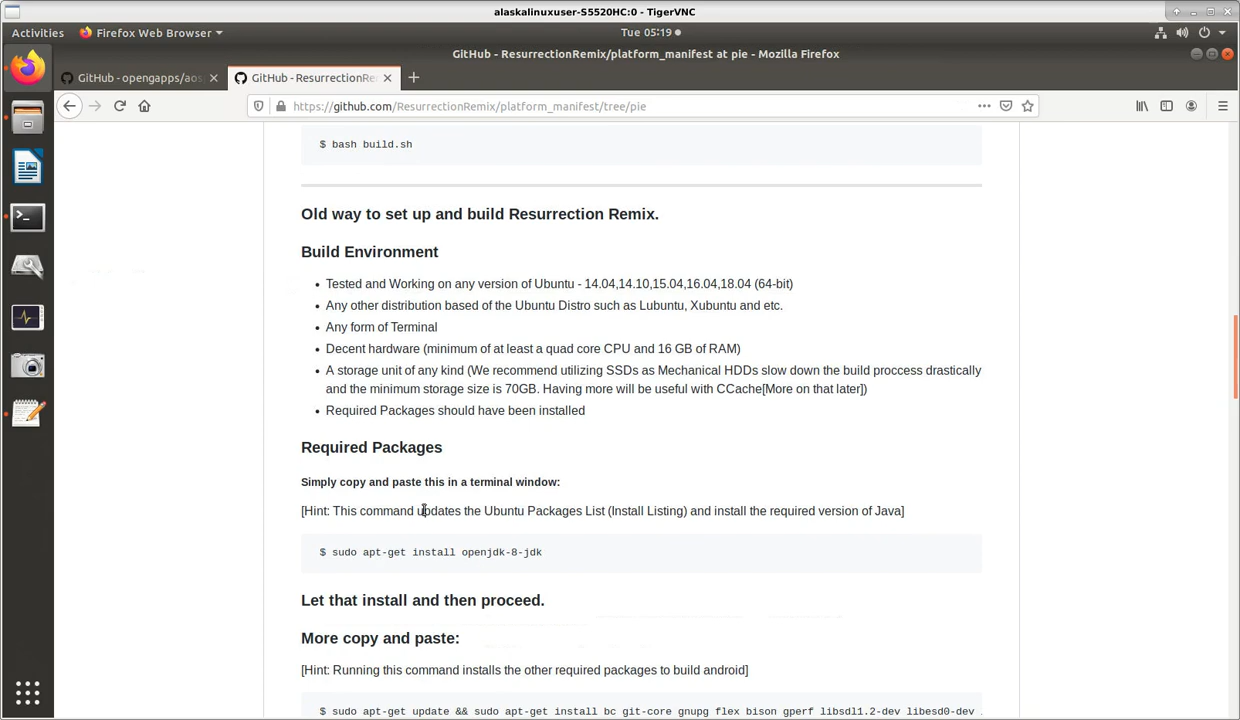 alaskalinuxuser-S5520HC:0 - TigerVNC
Activities
Firefox Web Browser
Tue 05:19
GitHub - ResurrectionRemix/platform_manifest at pie - Mozilla Firefox
GitHub - opengapps/aos
GitHub - ResurrectionRe
https://github.com/ResurrectionRemix/platform_manifest/tree/pie
$ bash build.sh
Old way to set up and build Resurrection Remix.
Build Environment
Tested and Working on any version of Ubuntu - 14.04,14.10,15.04,16.04,18.04 (64-bit)
Any other distribution based of the Ubuntu Distro such as Lubuntu, Xubuntu and etc.
Any form of Terminal
Decent hardware (minimum of at least a quad core CPU and 16 GB of RAM)
A storage unit of any kind (We recommend utilizing SSDs as Mechanical HDDs slow down the build proccess drastically
and the minimum storage size is 70GB. Having more will be useful with CCache[More on that later])
Required Packages should have been installed
Required Packages
Simply copy and paste this in a terminal window:
[Hint: This command updates the Ubuntu Packages List (Install Listing) and install the required version of Java]
$ sudo apt-get install openjdk-8-jdk
Let that install and then proceed.
More copy and paste:
[Hint: Running this command installs the other required packages to build android]
$ sudo apt-get update && sudo apt-get install bc git-core gnupg flex bison gperf libsdl1.2-dev libesd0-dev